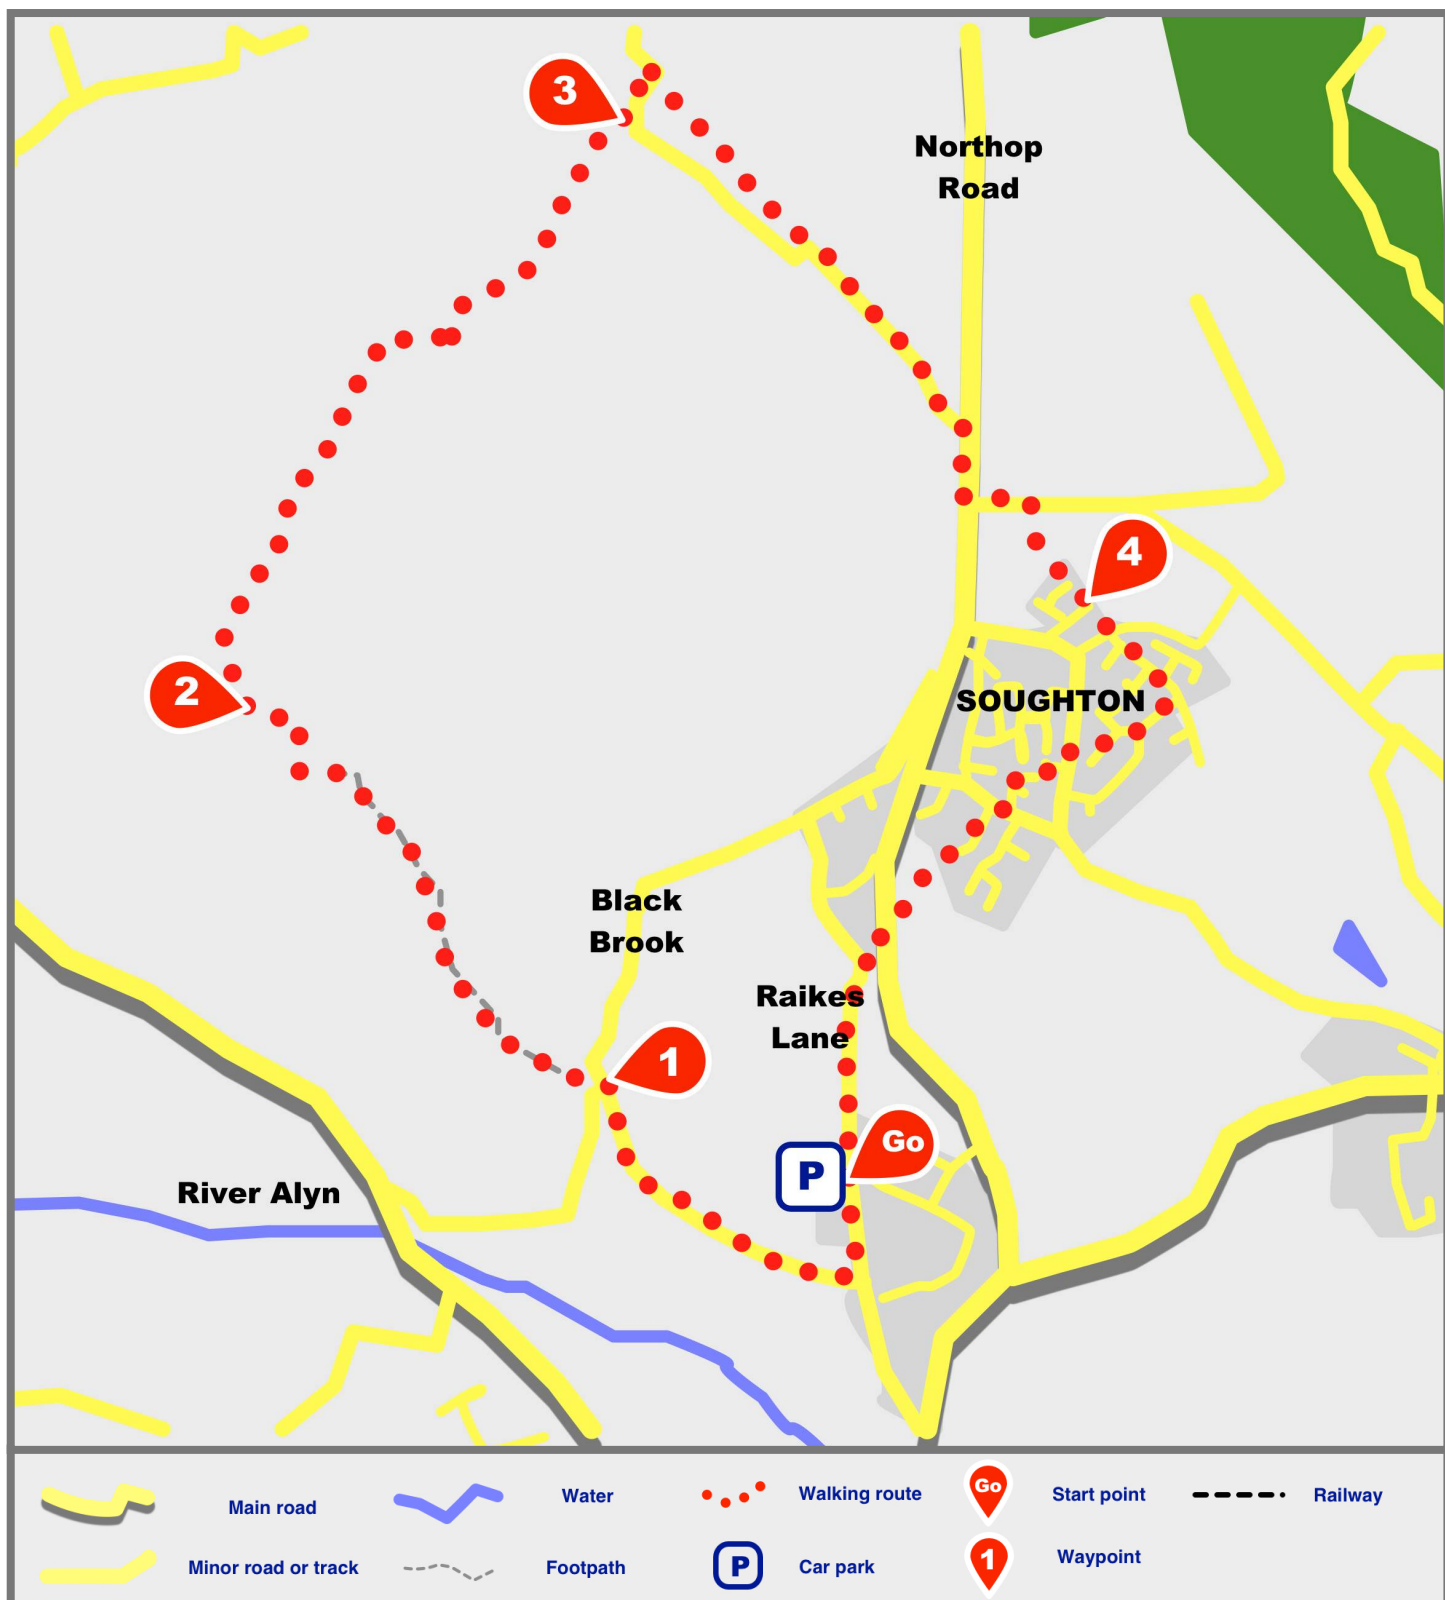 3
Northop
Road
4
2
SOUGHTON
Black
Brook
Raikes
Lane
1
Go
P
River Alyn
Main road
Water
Walking route
Go
Start point
Railway
Minor road or track
Footpath
P
Car park
1
Waypoint